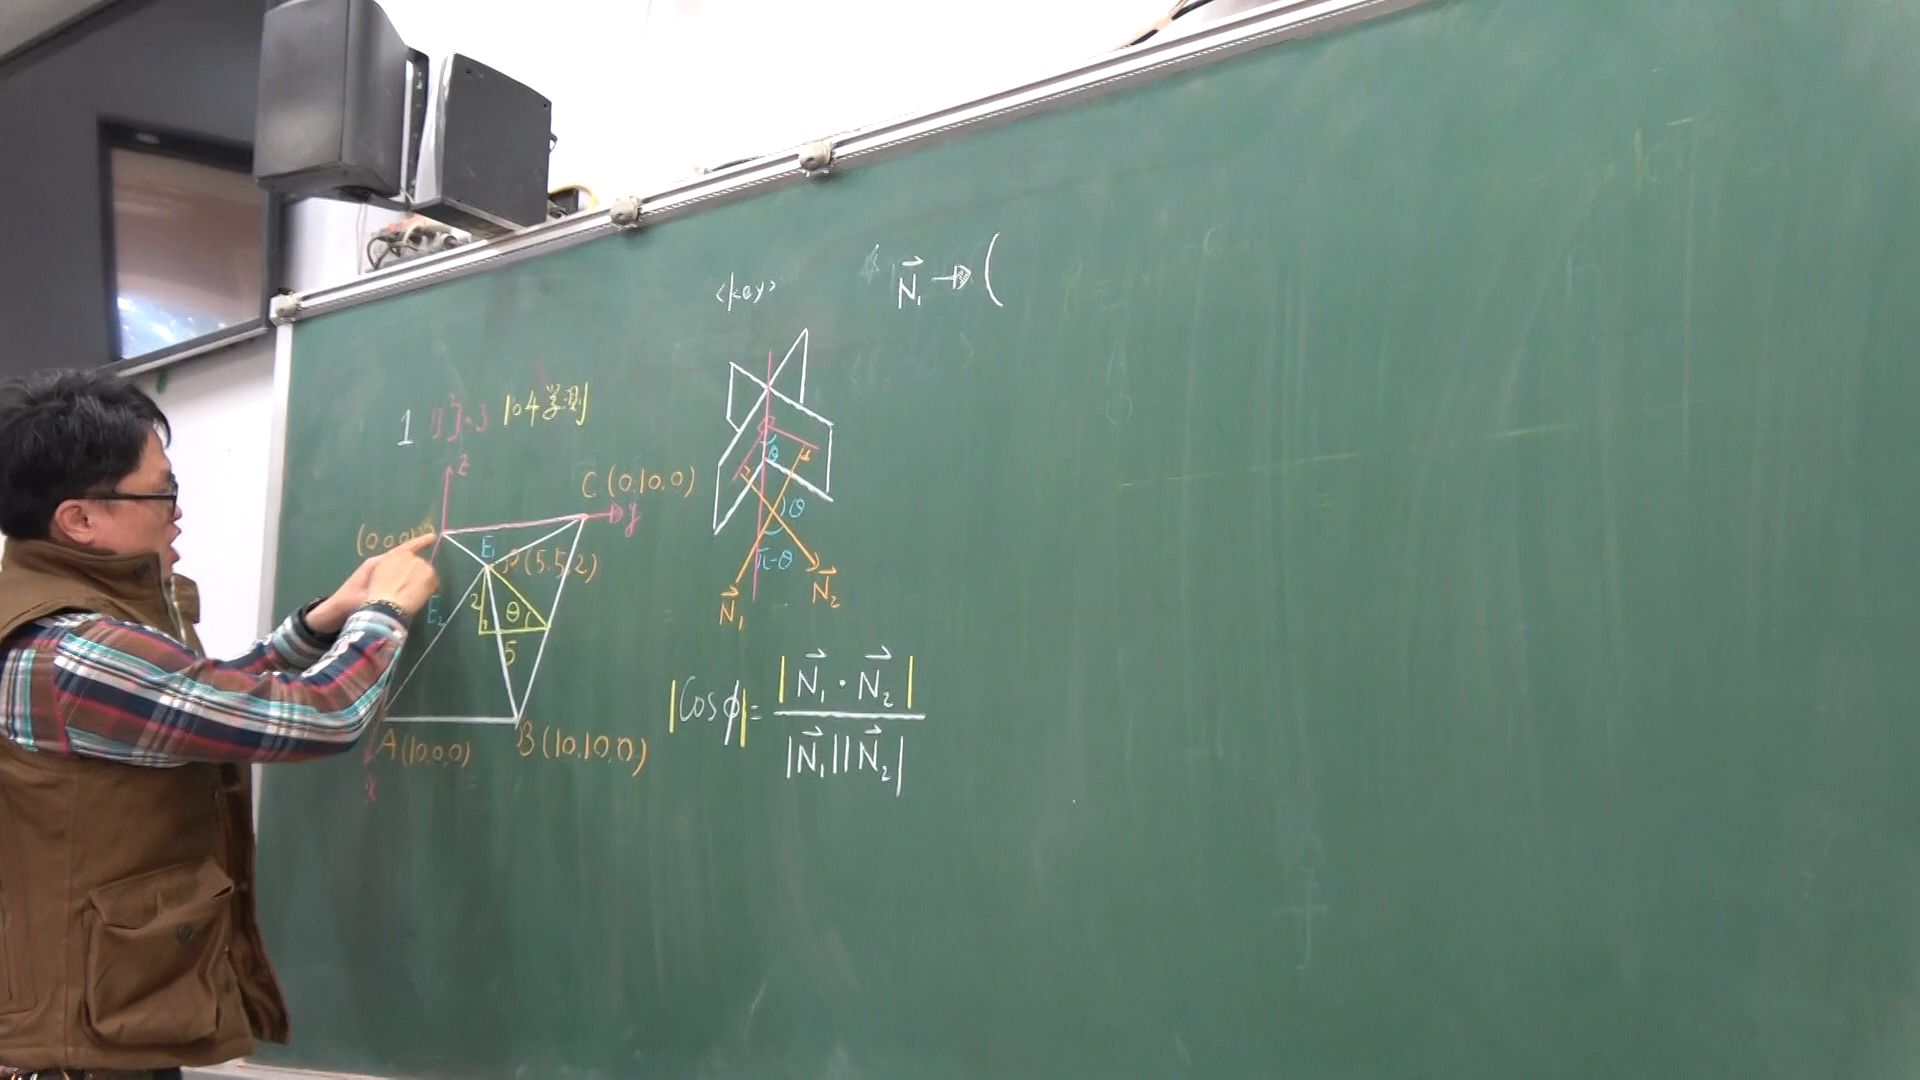 <key>
N₁ → (
1 104學測
z
C (0,10,0)
y
(0,0,0)
E₁
P (5,5,2)
E₂
2
θ
5
A (10,0,0)
B (10,10,0)
x
θ
θ
π-θ
N₁
N₂
|Cosφ| = |N₁ · N₂| / |N₁||N₂|